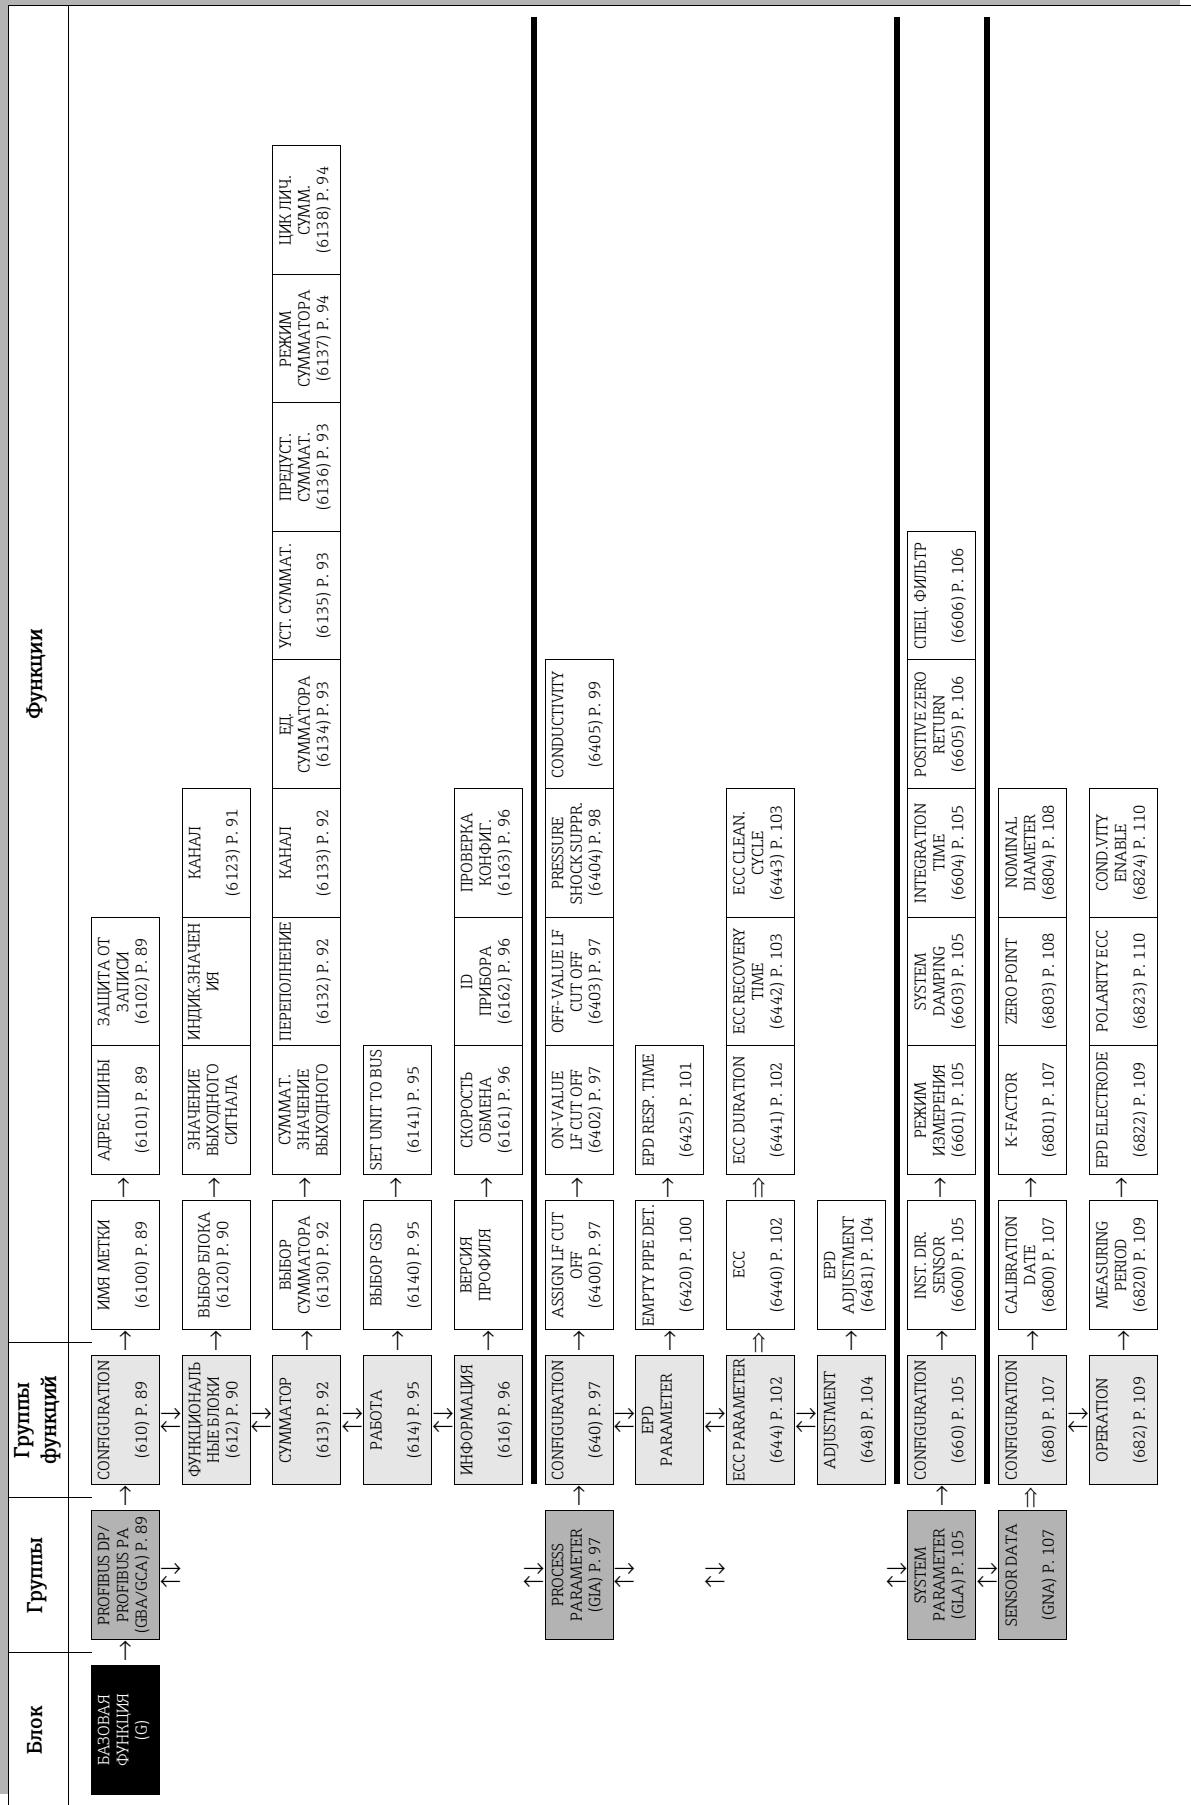 Блок
Группы
Группы
функций
Функции
БАЗОВАЯ
ФУНКЦИЯ
(G)
PROFIBUS DP/
PROFIBUS PA
(GBA/GCA) P. 89
CONFIGURATION
(610) P. 89
ИМЯ МЕТКИ
(6100) P. 89
АДРЕС ШИНЫ
(6101) P. 89
ЗАЩИТА ОТ
ЗАПИСИ
(6102) P. 89
ФУНКЦИОНАЛЬ
НЫЕ БЛОКИ
(612) P. 90
ВЫБОР БЛОКА
(6120) P. 90
ЗНАЧЕНИЕ
ВЫХОДНОГО
СИГНАЛА
ИНДИК.ЗНАЧЕН
ИЯ
КАНАЛ
(6123) P. 91
СУММАТОР
(613) P. 92
ВЫБОР
СУММАТОРА
(6130) P. 92
СУММАТ.
ЗНАЧЕНИЕ
ВЫХОДНОГО
ПЕРЕПОЛНЕНИЕ
(6132) P. 92
КАНАЛ
(6133) P. 92
ЕД.
СУММАТОРА
(6134) P. 93
УСТ. СУММАТ.
(6135) P. 93
ПРЕДУСТ.
СУММАТ.
(6136) P. 93
РЕЖИМ
СУММАТОРА
(6137) P. 94
ЦИК ЛИЧ.
СУММ.
(6138) P. 94
РАБОТА
(614) P. 95
ВЫБОР GSD
(6140) P. 95
SET UNIT TO BUS
(6141) P. 95
ИНФОРМАЦИЯ
(616) P. 96
ВЕРСИЯ
ПРОФИЛЯ
СКОРОСТЬ
ОБМЕНА
(6161) P. 96
ID
ПРИБОРА
(6162) P. 96
ПРОВЕРКА
КОНФИГ.
(6163) P. 96
PROCESS
PARAMETER
(GIA) P. 97
CONFIGURATION
(640) P. 97
ASSIGN LF CUT
OFF
(6400) P. 97
ON-VALUE
LF CUT OFF
(6402) P. 97
OFF-VALUE LF
CUT OFF
(6403) P. 97
PRESSURE
SHOCK SUPPR.
(6404) P. 98
CONDUCTIVITY
(6405) P. 99
EPD
PARAMETER
EMPTY PIPE DET.
(6420) P. 100
EPD RESP. TIME
(6425) P. 101
ECC PARAMETER
(644) P. 102
ECC
(6440) P. 102
ECC DURATION
(6441) P. 102
ECC RECOVERY
TIME
(6442) P. 103
ECC CLEAN.
CYCLE
(6443) P. 103
ADJUSTMENT
(648) P. 104
EPD
ADJUSTMENT
(6481) P. 104
SYSTEM
PARAMETER
(GLA) P. 105
CONFIGURATION
(660) P. 105
INST. DIR.
SENSOR
(6600) P. 105
РЕЖИМ
ИЗМЕРЕНИЯ
(6601) P. 105
SYSTEM
DAMPING
(6603) P. 105
INTEGRATION
TIME
(6604) P. 105
POSITIVE ZERO
RETURN
(6605) P. 106
СПЕЦ. ФИЛЬТР
(6606) P. 106
SENSOR DATA
(GNA) P. 107
CONFIGURATION
(680) P. 107
CALIBRATION
DATE
(6800) P. 107
K-FACTOR
(6801) P. 107
ZERO POINT
(6803) P. 108
NOMINAL
DIAMETER
(6804) P. 108
OPERATION
(682) P. 109
MEASURING
PERIOD
(6820) P. 109
EPD ELECTRODE
(6822) P. 109
POLARITY ECC
(6823) P. 110
COND.VITY
ENABLE
(6824) P. 110